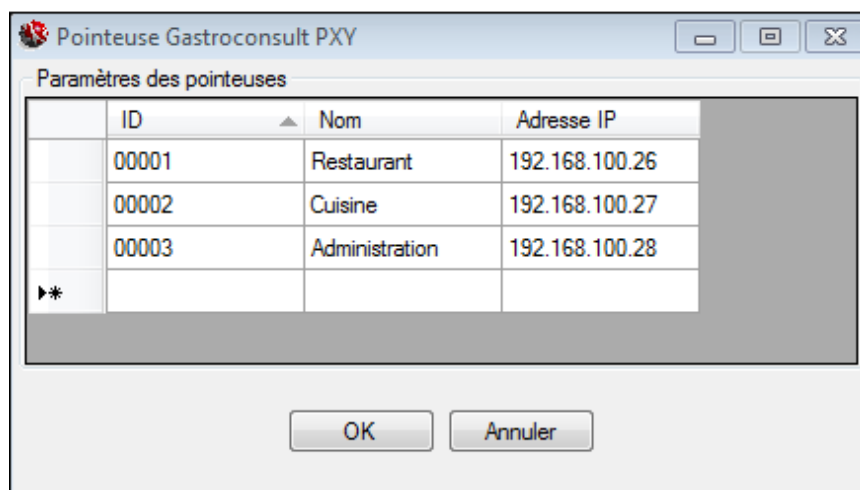 Pointeuse Gastroconsult PXY
Paramètres des pointeuses
ID Nom Adresse IP
00001 Restaurant 192.168.100.26
00002 Cuisine 192.168.100.27
00003 Administration 192.168.100.28
OK Annuler